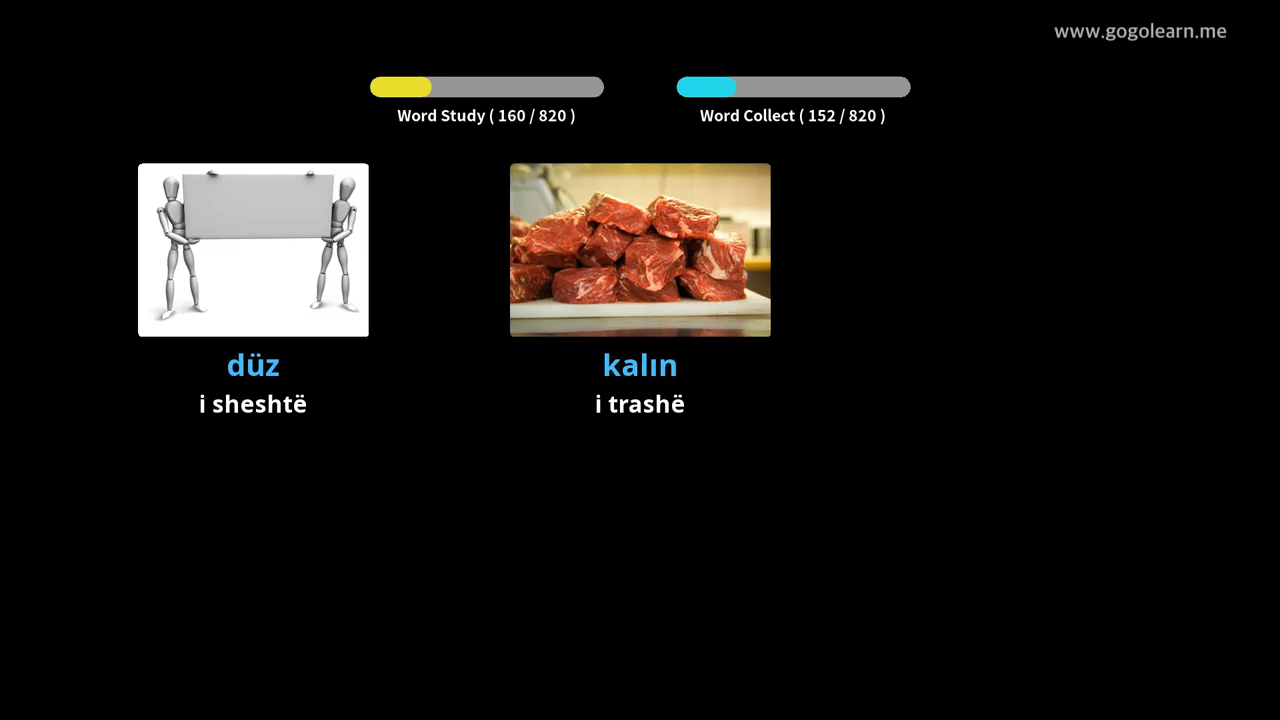 www.gogolearn.me
Word Study ( 160 / 820 )
Word Collect ( 152 / 820 )
düz
i sheshtë
kalın
i trashë